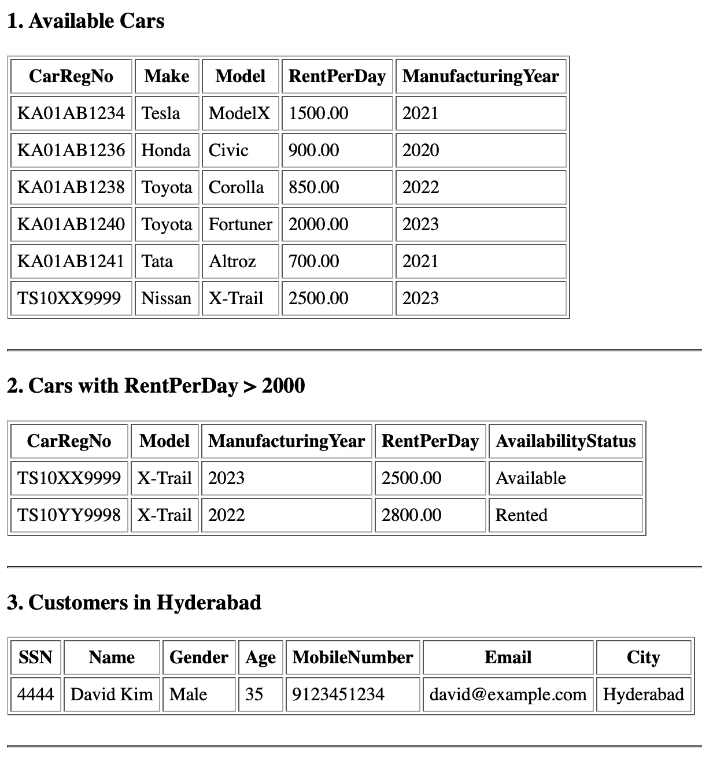 1. Available Cars
CarRegNo Make Model RentPerDay ManufacturingYear
KA01AB1234 Tesla ModelX 1500.00 2021
KA01AB1236 Honda Civic 900.00 2020
KA01AB1238 Toyota Corolla 850.00 2022
KA01AB1240 Toyota Fortuner 2000.00 2023
KA01AB1241 Tata Altroz 700.00 2021
TS10XX9999 Nissan X-Trail 2500.00 2023
2. Cars with RentPerDay > 2000
CarRegNo Model ManufacturingYear RentPerDay AvailabilityStatus
TS10XX9999 X-Trail 2023 2500.00 Available
TS10YY9998 X-Trail 2022 2800.00 Rented
3. Customers in Hyderabad
SSN Name Gender Age MobileNumber Email City
4444 David Kim Male 35 9123451234 david@example.com Hyderabad